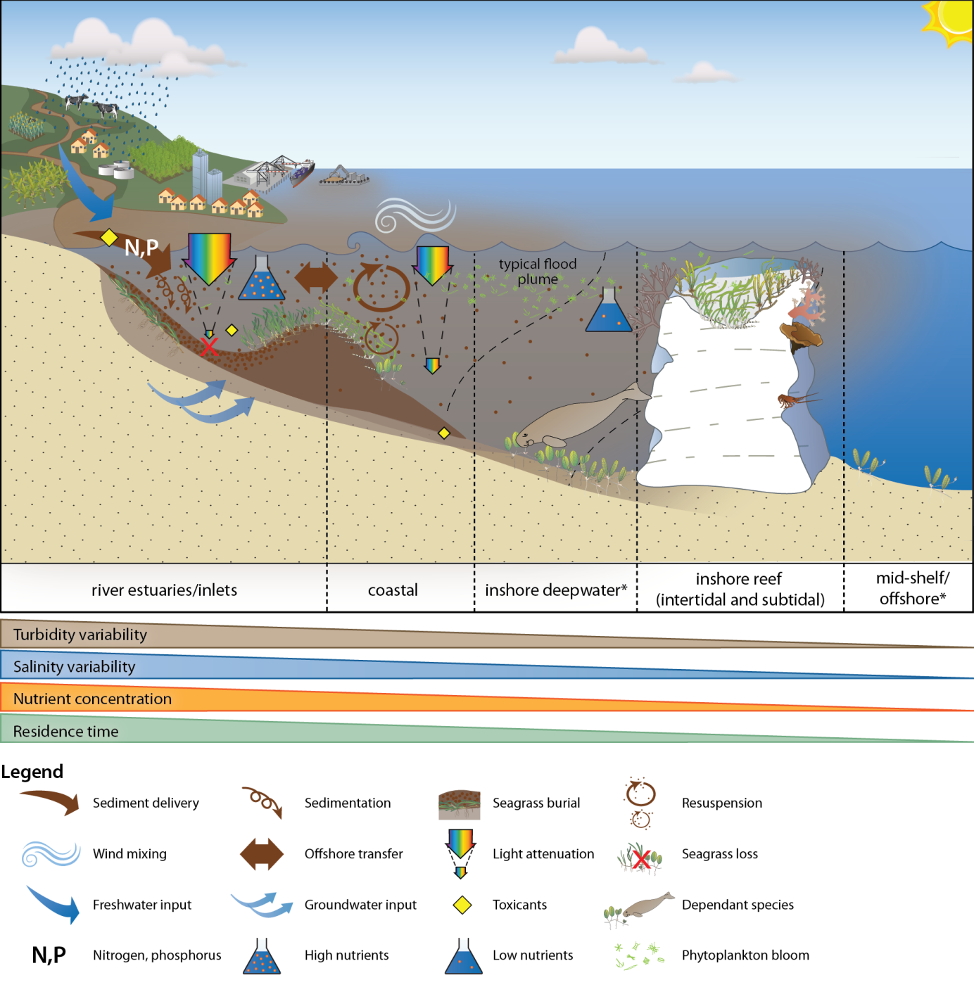 N,P
typical flood
plume
river estuaries/inlets
coastal
inshore deepwater*
inshore reef
(intertidal and subtidal)
mid-shelf/
offshore*
Turbidity variability
Salinity variability
Nutrient concentration
Residence time
Legend
Sediment delivery
Sedimentation
Seagrass burial
Resuspension
Wind mixing
Offshore transfer
Light attenuation
Seagrass loss
Freshwater input
Groundwater input
Toxicants
Dependant species
N,P
Nitrogen, phosphorus
High nutrients
Low nutrients
Phytoplankton bloom